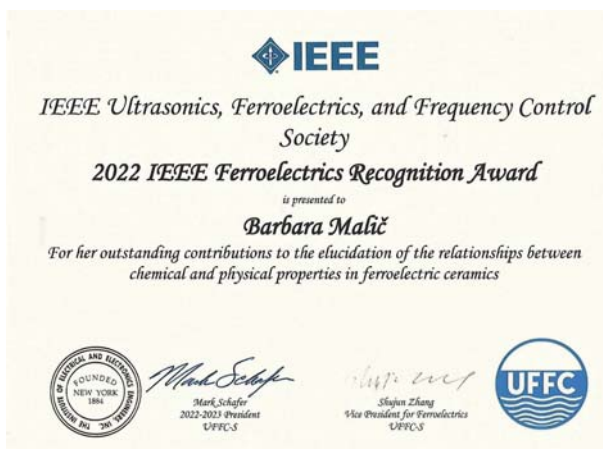 IEEE
IEEE Ultrasonics, Ferroelectrics, and Frequency Control
Society
2022 IEEE Ferroelectrics Recognition Award
is presented to
Barbara Malič
For her outstanding contributions to the elucidation of the relationships between
chemical and physical properties in ferroelectric ceramics
THE INSTITUTE OF ELECTRICAL AND ELECTRONICS ENGINEERS, INC.
FOUNDED
NEW YORK
1884
Mark Schafer
Mark Schafer
2022-2023 President
UFFC-S
Shujun Zhang
Vice President for Ferroelectrics
UFFC-S
UFFC